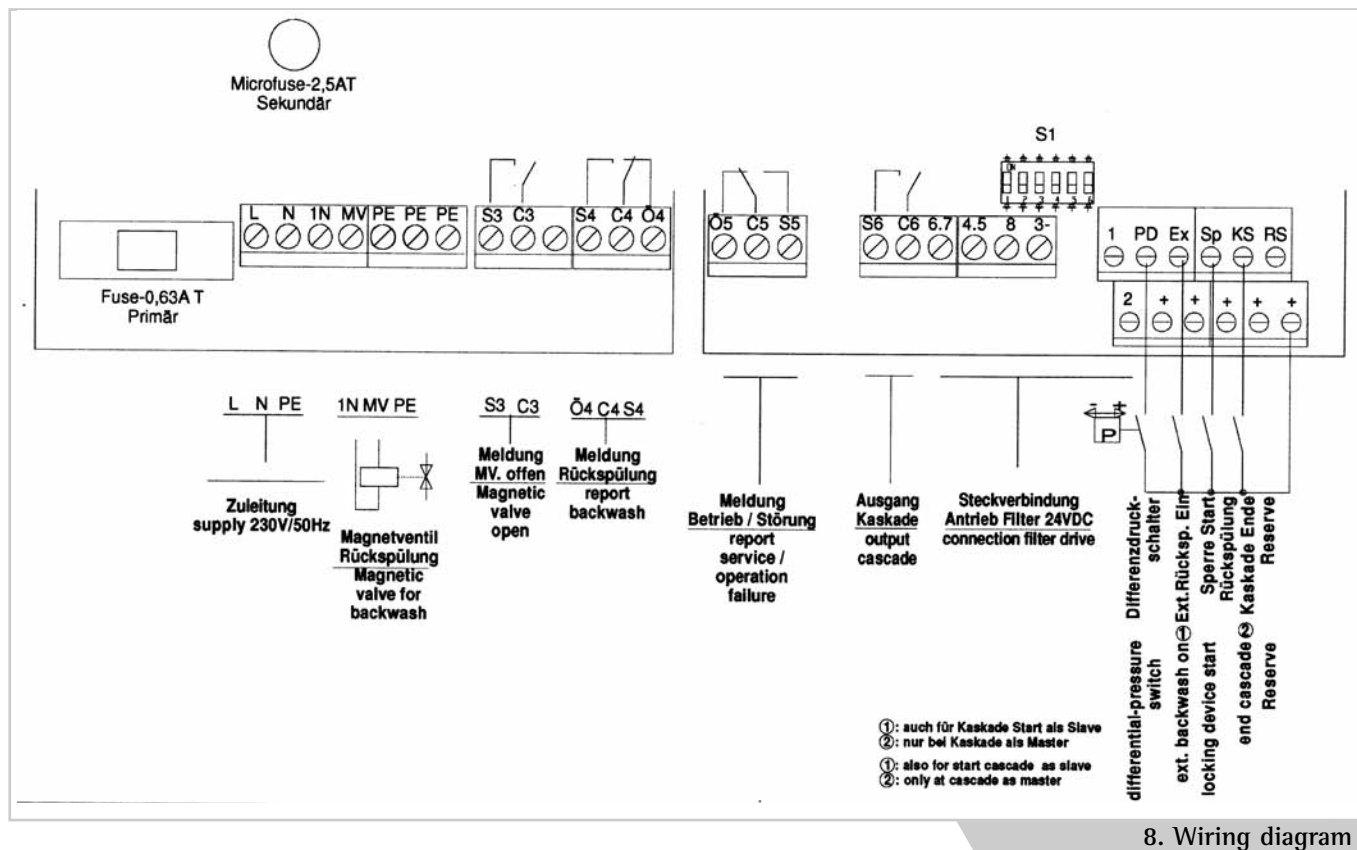 Microfuse-2,5AT
Sekundär
S1
ON
1 2 3 4 5 6
L N 1N MV PE PE PE
S3 C3
S4 C4 Ö4
Ö5 C5 S5
S6 C6 6.7 4.5 8 3-
1 PD Ex Sp KS RS
2 + + + + +
Fuse-0,63A T
Primär
L N PE
Zuleitung
supply 230V/50Hz
1N MV PE
Magnetventil
Rückspülung
Magnetic
valve for
backwash
S3 C3
Meldung
MV. offen
Magnetic
valve
open
Ö4 C4 S4
Meldung
Rückspülung
report
backwash
Meldung
Betrieb / Störung
report
service /
operation
failure
Ausgang
Kaskade
output
cascade
Steckverbindung
Antrieb Filter 24VDC
connection filter drive
- +
P
Differenzdruck-
schalter
Ext.Rücksp. Ein
Sperre Start
Rückspülung
Kaskade Ende
Reserve
differential-pressure
switch
ext. backwash on ①
locking device start
end cascade ②
Reserve
①: auch für Kaskade Start als Slave
②: nur bei Kaskade als Master
①: also for start cascade as slave
②: only at cascade as master
8. Wiring diagram